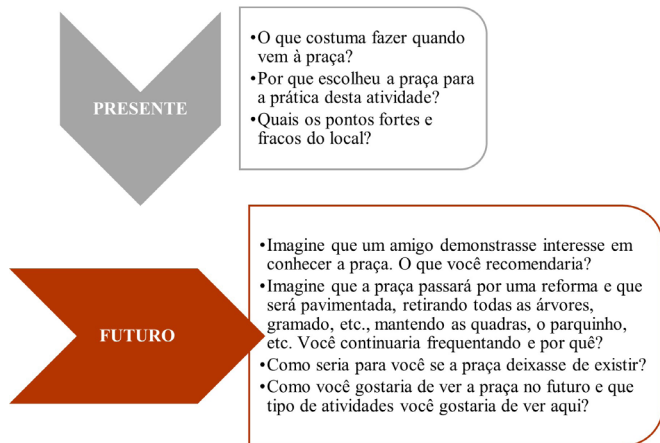 PRESENTE
•O que costuma fazer quando
vem à praça?
•Por que escolheu a praça para
a prática desta atividade?
•Quais os pontos fortes e
fracos do local?
FUTURO
•Imagine que um amigo demonstrasse interesse em
conhecer a praça. O que você recomendaria?
•Imagine que a praça passará por uma reforma e que
será pavimentada, retirando todas as árvores,
gramado, etc., mantendo as quadras, o parquinho,
etc. Você continuaria frequentando e por quê?
•Como seria para você se a praça deixasse de existir?
•Como você gostaria de ver a praça no futuro e que
tipo de atividades você gostaria de ver aqui?